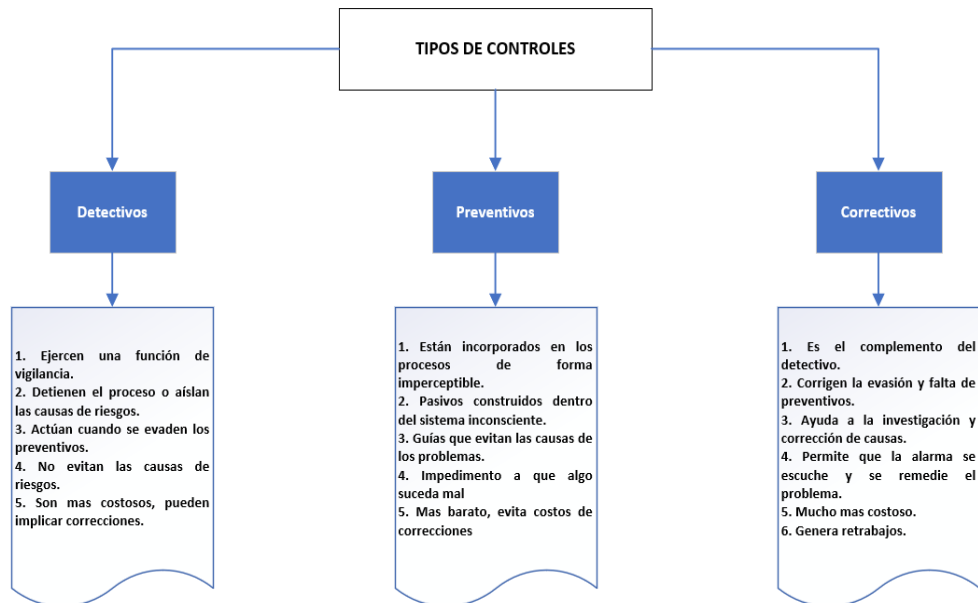 TIPOS DE CONTROLES
Detectivos
Preventivos
Correctivos
1. Ejercen una función de
vigilancia.
2. Detienen el proceso o aíslan
las causas de riesgos.
3. Actúan cuando se evaden los
preventivos.
4. No evitan las causas de
riesgos.
5. Son mas costosos, pueden
implicar correcciones.
1. Están incorporados en los
procesos de forma
imperceptible.
2. Pasivos construidos dentro
del sistema inconsciente.
3. Guías que evitan las causas de
los problemas.
4. Impedimento a que algo
suceda mal
5. Mas barato, evita costos de
correcciones
1. Es el complemento del
detectivo.
2. Corrigen la evasión y falta de
preventivos.
3. Ayuda a la investigación y
corrección de causas.
4. Permite que la alarma se
escuche y se remedie el
problema.
5. Mucho mas costoso.
6. Genera retrabajos.